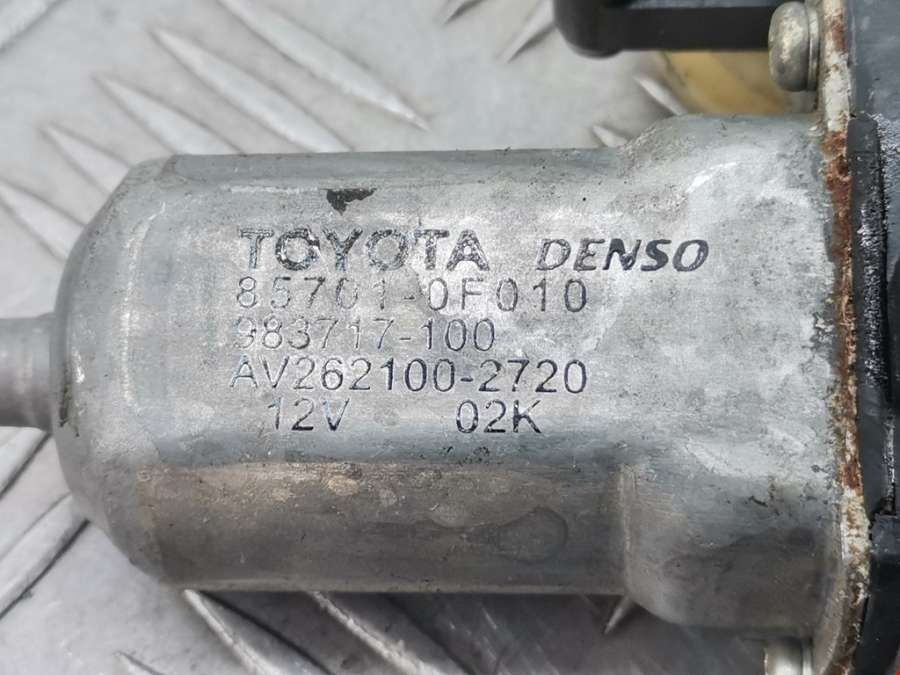 TOYOTA DENSO
85701-0F010
983717-100
AV262100-2720
12V 02K